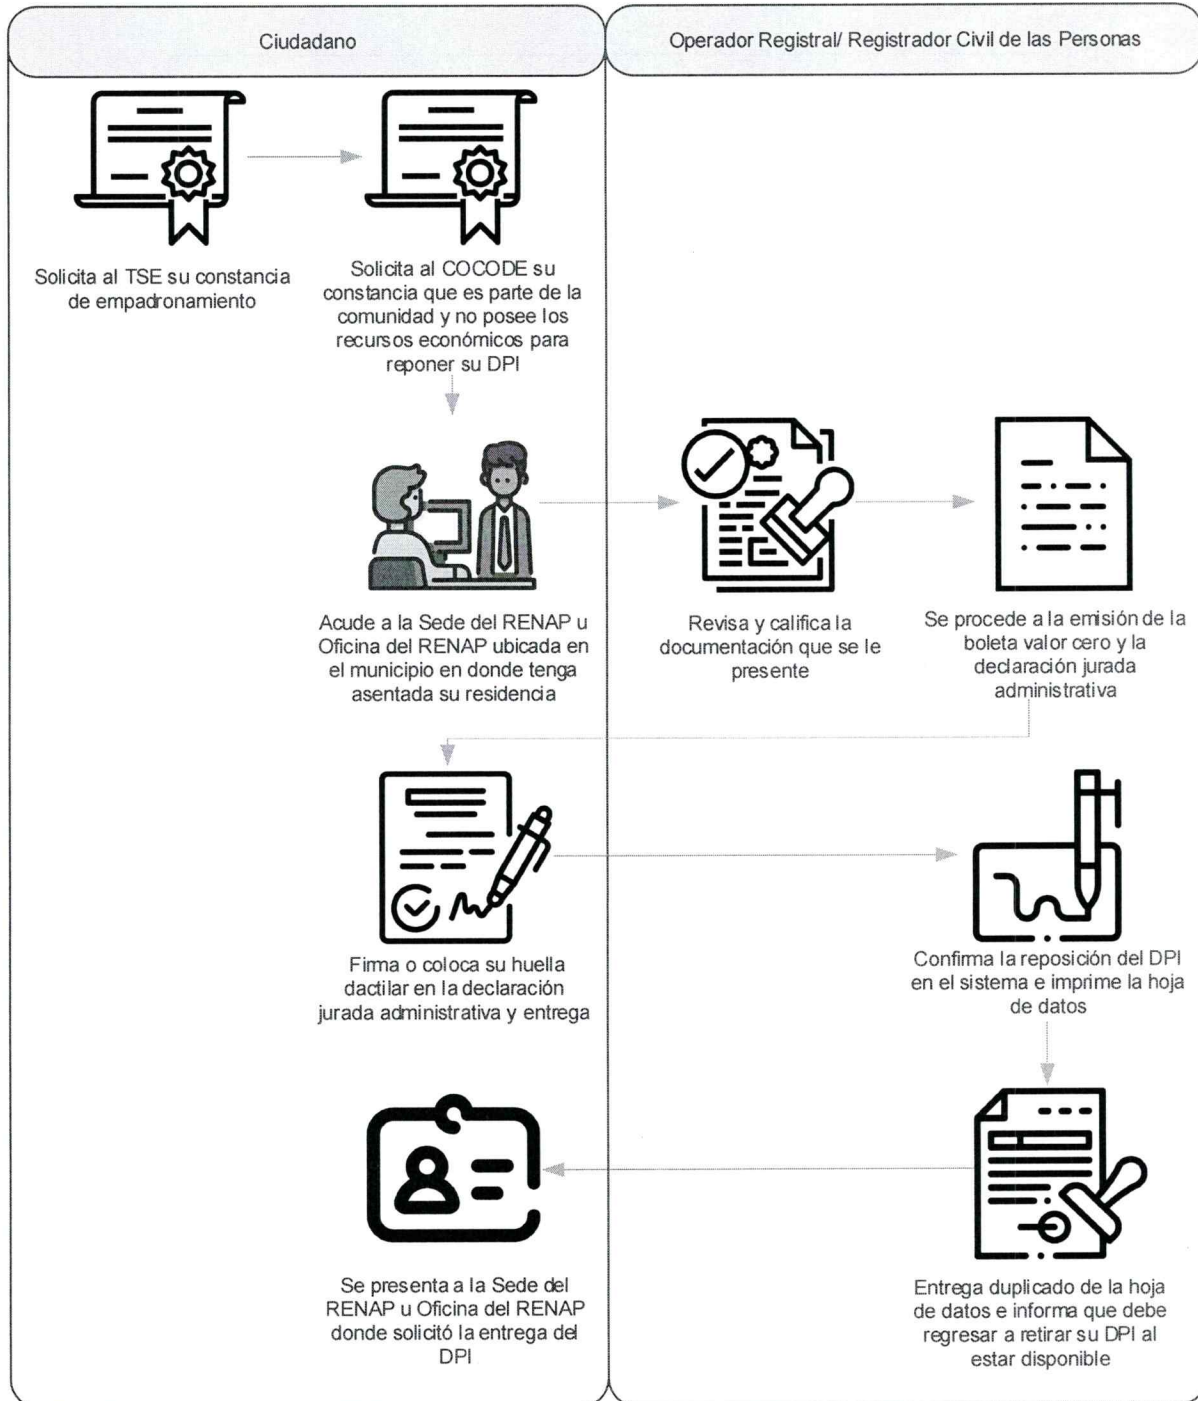 Ciudadano
Operador Registral/ Registrador Civil de las Personas
Solicita al TSE su constancia
de empadronamiento
Solicita al COCODE su
constancia que es parte de la
comunidad y no posee los
recursos económicos para
reponer su DPI
Acude a la Sede del RENAP u
Oficina del RENAP ubicada en
el municipio en donde tenga
asentada su residencia
Revisa y califica la
documentación que se le
presente
Se procede a la emisión de la
boleta valor cero y la
declaración jurada
administrativa
Firma o coloca su huella
dactilar en la declaración
jurada administrativa y entrega
Confirma la reposición del DPI
en el sistema e imprime la hoja
de datos
Entrega duplicado de la hoja
de datos e informa que debe
regresar a retirar su DPI al
estar disponible
Se presenta a la Sede del
RENAP u Oficina del RENAP
donde solicitó la entrega del
DPI